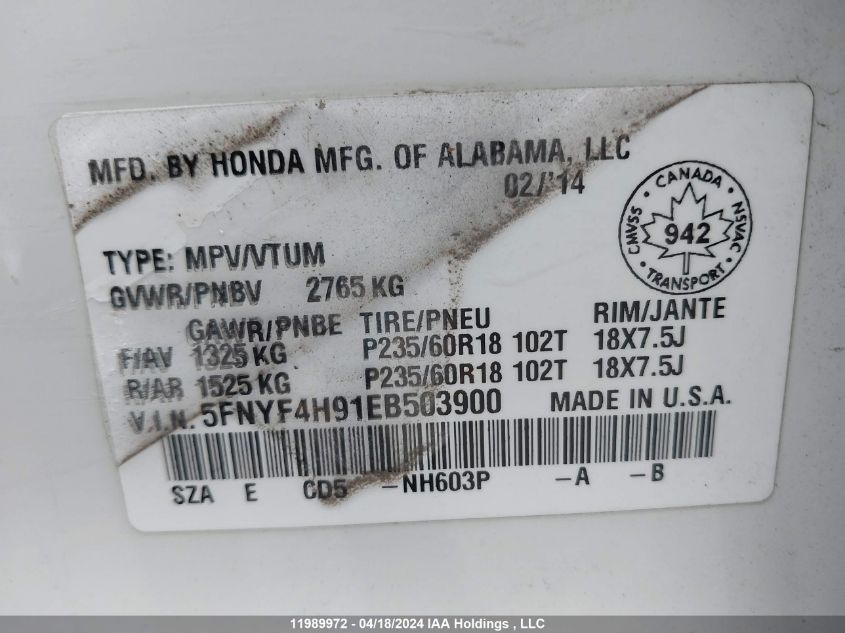 MFD. BY HONDA MFG. OF ALABAMA, LLC
02/'14
CMVSS - CANADA - NSVAC
942
TRANSPORT
TYPE: MPV/VTUM
GVWR/PNBV 2765 KG
GAWR/PNBE TIRE/PNEU RIM/JANTE
F/AV 1325 KG P235/60R18 102T 18X7.5J
R/AR 1525 KG P235/60R18 102T 18X7.5J
V.I.N. 5FNYF4H91EB503900 MADE IN U.S.A.
SZA E CD5 -NH603P -A -B
11989972 - 04/18/2024 IAA Holdings , LLC